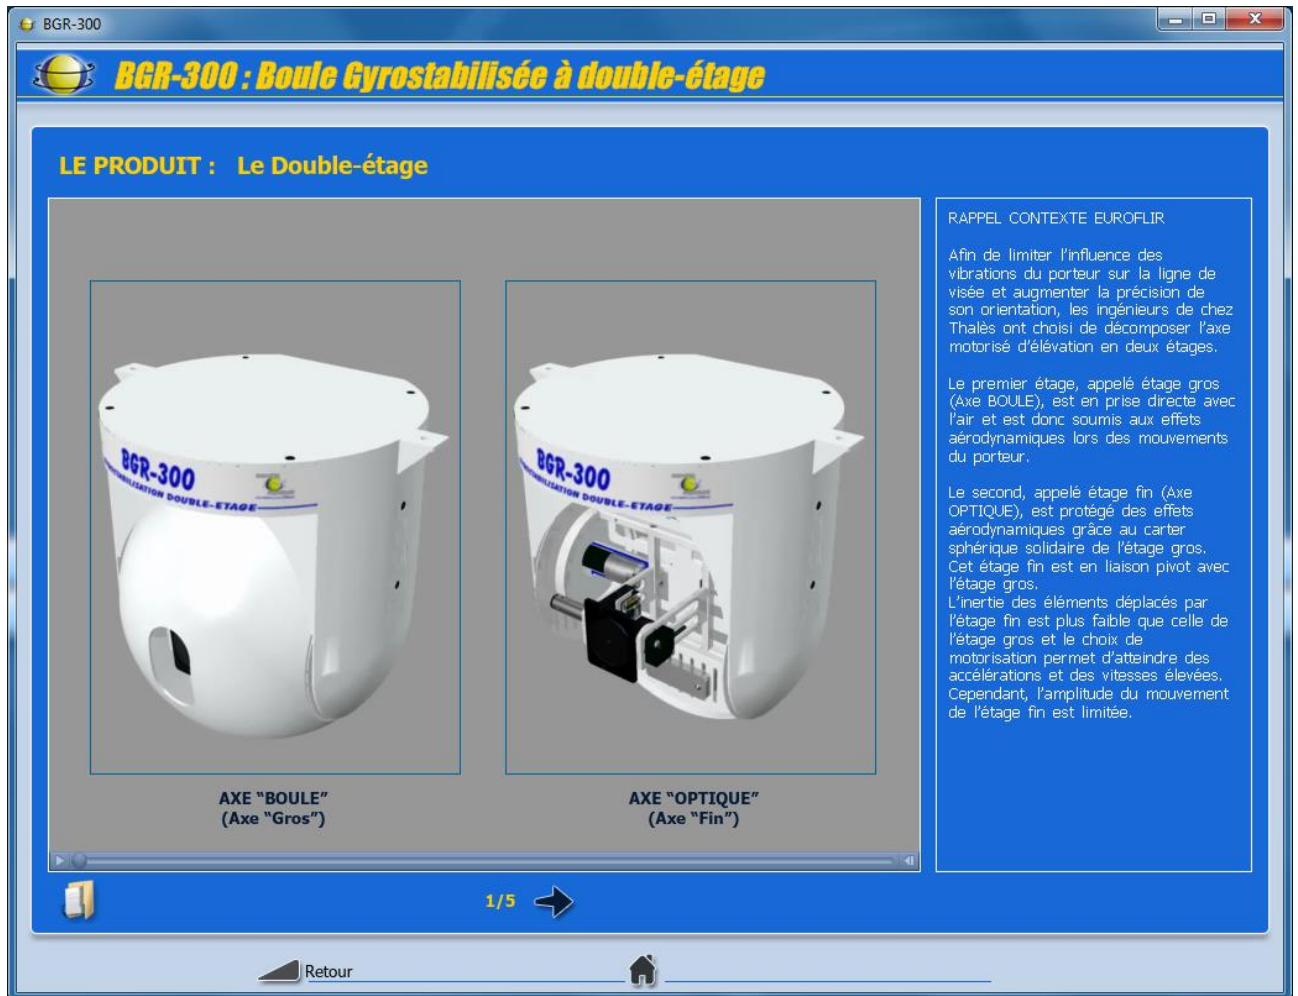 BGR-300
BGR-300 : Boule Gyrostabilisée à double-étage
LE PRODUIT : Le Double-étage
BGR-300
DOUBLE-ETAGE
BGR-300
DOUBLE-ETAGE
AXE "BOULE"
(Axe "Gros")
AXE "OPTIQUE"
(Axe "Fin")
RAPPEL CONTEXTE EUROFLIR
Afin de limiter l'influence des
vibrations du porteur sur la ligne de
visée et augmenter la précision de
son orientation, les ingénieurs de chez
Thalès ont choisi de décomposer l'axe
motorisé d'élévation en deux étages.
Le premier étage, appelé étage gros
(Axe BOULE), est en prise directe avec
l'air et est donc soumis aux effets
aérodynamiques lors des mouvements
du porteur.
Le second, appelé étage fin (Axe
OPTIQUE), est protégé des effets
aérodynamiques grâce au carter
sphérique solidaire de l'étage gros.
Cet étage fin est en liaison pivot avec
l'étage gros.
L'inertie des éléments déplacés par
l'étage fin est plus faible que celle de
l'étage gros et le choix de
motorisation permet d'atteindre des
accélérations et des vitesses élevées.
Cependant, l'amplitude du mouvement
de l'étage fin est limitée.
1/5
Retour